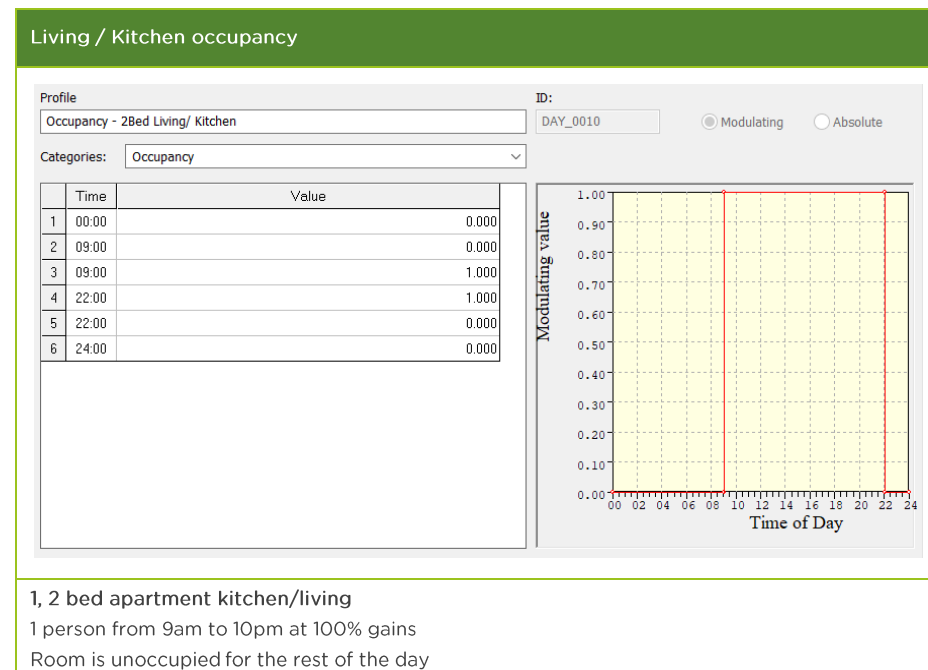 Living / Kitchen occupancy
Profile
ID:
Occupancy - 2Bed Living/ Kitchen
DAY_0010
Modulating
Absolute
Categories:
Occupancy
Time Value
1 00:00 0.000
2 09:00 0.000
3 09:00 1.000
4 22:00 1.000
5 22:00 0.000
6 24:00 0.000
Modulating value
1.00
0.90
0.80
0.70
0.60
0.50
0.40
0.30
0.20
0.10
0.00
00 02 04 06 08 10 12 14 16 18 20 22 24
Time of Day
1, 2 bed apartment kitchen/living
1 person from 9am to 10pm at 100% gains
Room is unoccupied for the rest of the day